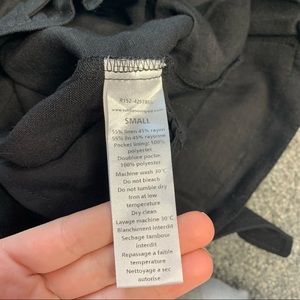 SMALL
55% linen 45% rayon
55% lin 45% rayonne
Pocket lining: 100%
polyester
Doublure poche:
100% polyester
Machine wash 30°C
Do not bleach
Do not tumble dry
Iron at low
temperature
Dry clean
Lavage machine 30°C
Blanchiment interdit
Sechage tambour
interdit
Repassage a faible
temperature
Nettoyage a sec
autorise